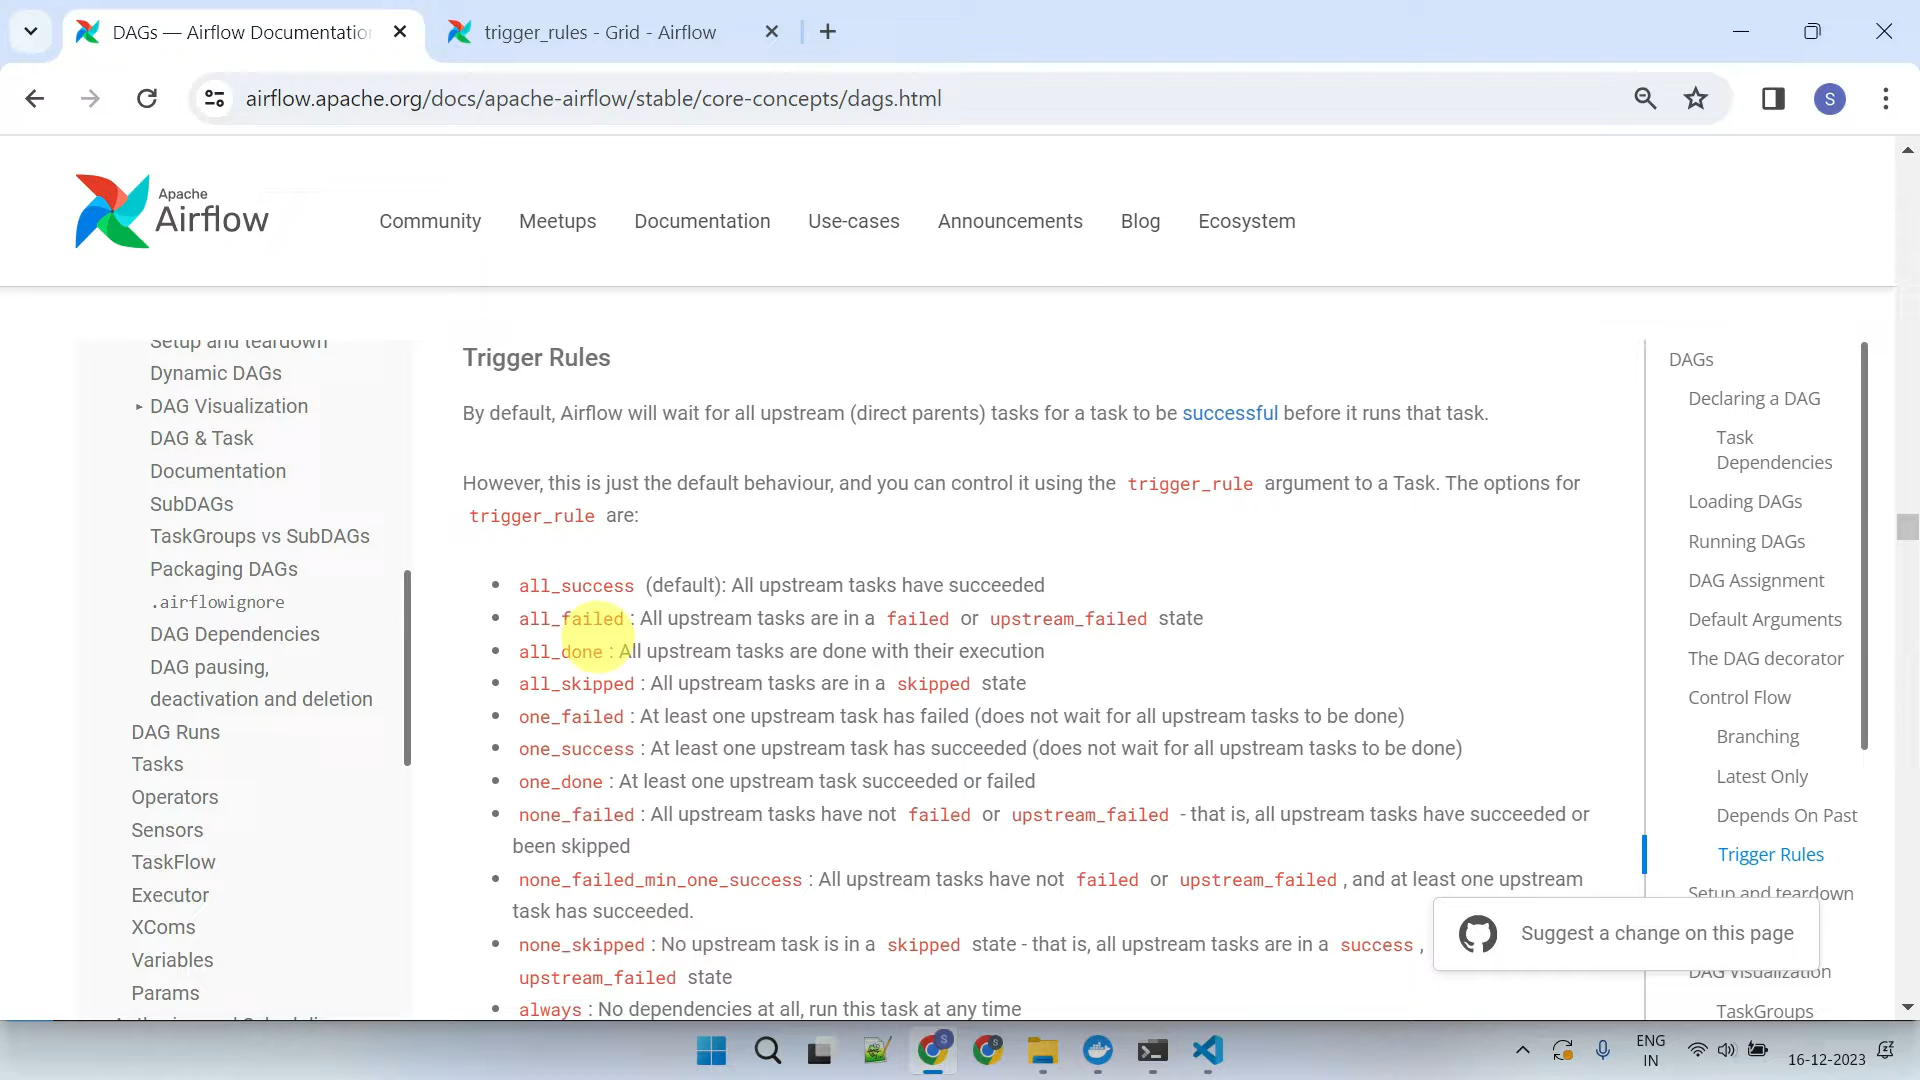 DAGs — Airflow Documentation
trigger_rules - Grid - Airflow
airflow.apache.org/docs/apache-airflow/stable/core-concepts/dags.html
S
Apache
Airflow
Community
Meetups
Documentation
Use-cases
Announcements
Blog
Ecosystem
Setup and teardown
Dynamic DAGs
DAG Visualization
DAG & Task
Documentation
SubDAGs
TaskGroups vs SubDAGs
Packaging DAGs
.airflowignore
DAG Dependencies
DAG pausing,
deactivation and deletion
DAG Runs
Tasks
Operators
Sensors
TaskFlow
Executor
XComs
Variables
Params
Trigger Rules
By default, Airflow will wait for all upstream (direct parents) tasks for a task to be successful before it runs that task.
However, this is just the default behaviour, and you can control it using the trigger_rule argument to a Task. The options for
trigger_rule are:
all_success (default): All upstream tasks have succeeded
all_failed : All upstream tasks are in a failed or upstream_failed state
all_done : All upstream tasks are done with their execution
all_skipped : All upstream tasks are in a skipped state
one_failed : At least one upstream task has failed (does not wait for all upstream tasks to be done)
one_success : At least one upstream task has succeeded (does not wait for all upstream tasks to be done)
one_done : At least one upstream task succeeded or failed
none_failed : All upstream tasks have not failed or upstream_failed - that is, all upstream tasks have succeeded or
been skipped
none_failed_min_one_success : All upstream tasks have not failed or upstream_failed , and at least one upstream
task has succeeded.
none_skipped : No upstream task is in a skipped state - that is, all upstream tasks are in a success ,
upstream_failed state
always : No dependencies at all, run this task at any time
DAGs
Declaring a DAG
Task
Dependencies
Loading DAGs
Running DAGs
DAG Assignment
Default Arguments
The DAG decorator
Control Flow
Branching
Latest Only
Depends On Past
Trigger Rules
Setup and teardown
Suggest a change on this page
DAG Visualization
TaskGroups
S
S
ENG
IN
16-12-2023